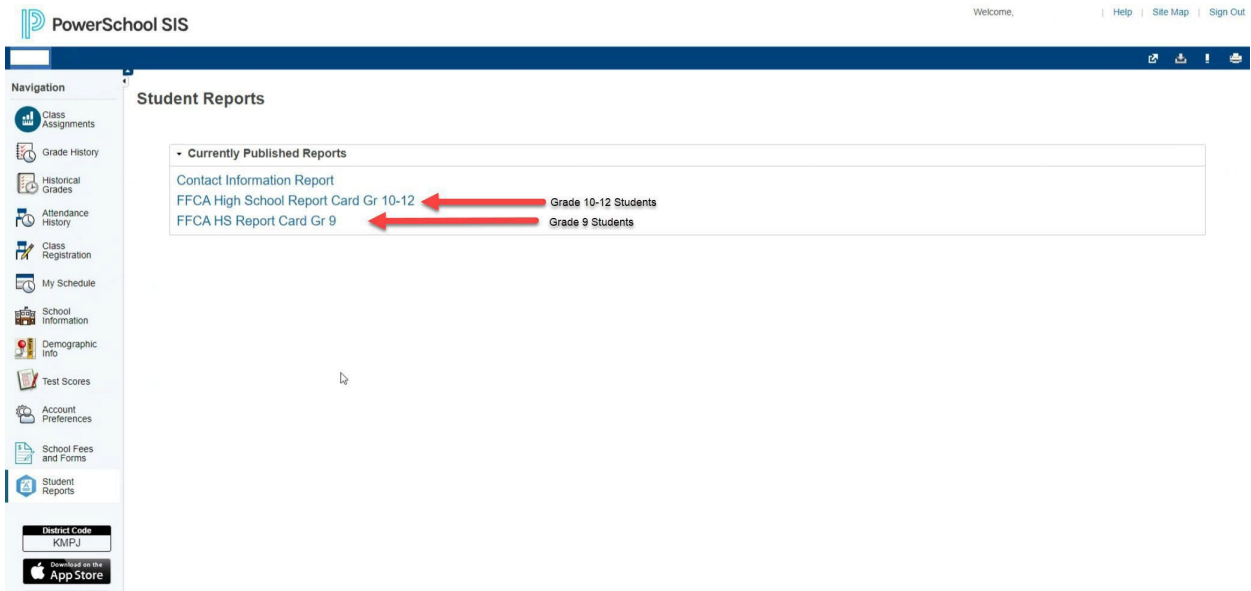 PowerSchool SIS
Welcome, | Help | Site Map | Sign Out
Navigation
Class
Assignments
Grade History
Historical
Grades
Attendance
History
Class
Registration
My Schedule
School
Information
Demographic
Info
Test Scores
Account
Preferences
School Fees
and Forms
Student
Reports
District Code
KMPJ
Download on the
App Store
Student Reports
Currently Published Reports
Contact Information Report
FFCA High School Report Card Gr 10-12 Grade 10-12 Students
FFCA HS Report Card Gr 9 Grade 9 Students